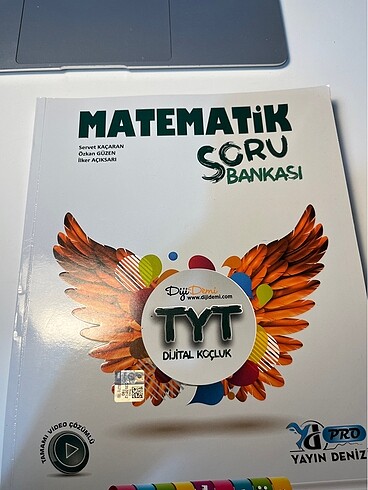 MATEMATiK
Servet KAÇARAN
Özkan GÜZEN
İlker AÇIKSARI
SORU
BANKASI
DijiDemi
www.dijidemi.com
TYT
DİJİTAL KOÇLUK
TAMAMI VİDEO ÇÖZÜMLÜ
PRO
YAYIN DENİZİ